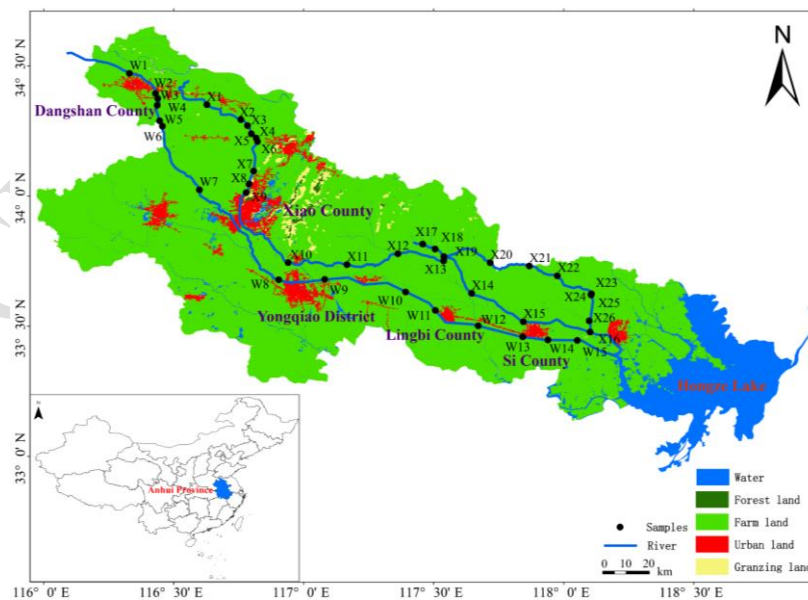 N
34° 30′ N
34° 0′ N
33° 30′ N
33° 0′ N
W1
W2
W3
W4
W5
W6
Dangshan County
X1
X2
X3
X4
X5
X6
X7
X8
X9
W7
Xiao County
X10
X11
X12
X17
X18
X13
X19
X20
X21
X22
X23
X24
X25
X14
X15
X26
X16
W8
W9
W10
W11
W12
W13
W14
W15
Yongqiao District
Lingbi County
Si County
Hongze Lake
N
Anhui Province
Samples
River
0 10 20
km
Water
Forest land
Farm land
Urban land
Granzing land
116° 0′ E
116° 30′ E
117° 0′ E
117° 30′ E
118° 0′ E
118° 30′ E